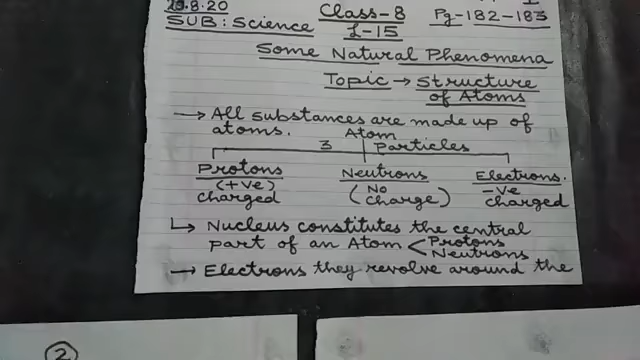 29.8.20 Class-8 Pg-182-183
SUB: Science L-15
Some Natural Phenomena
Topic → Structure
of Atoms
→ All substances are made up of
atoms. Atom
3 Particles
Protons Neutrons Electrons.
(+ve) (No -ve
charged charge) charged
↳ Nucleus constitutes the central
part of an Atom < Protons
Neutrons
→ Electrons they revolve around the
2